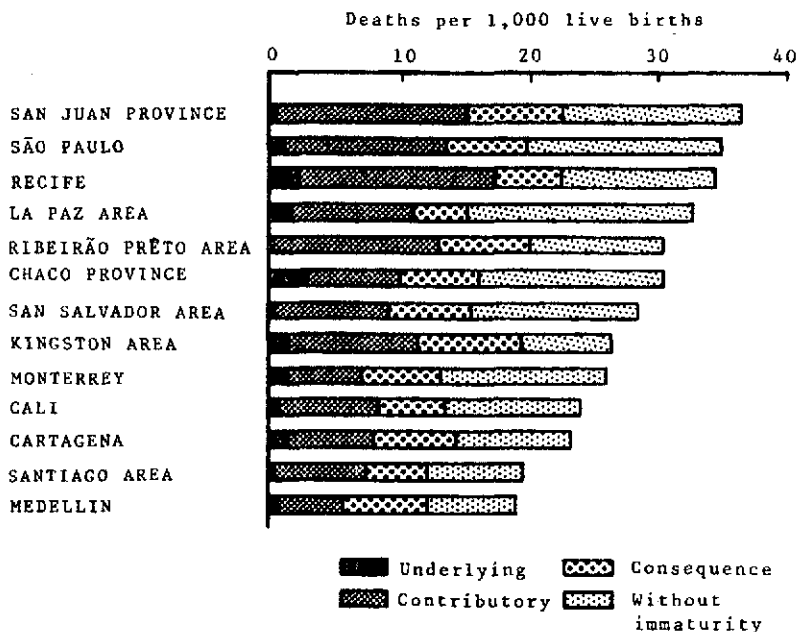 Deaths per 1,000 live births
0 10 20 30 40
SAN JUAN PROVINCE
SÃO PAULO
RECIFE
LA PAZ AREA
RIBEIRÃO PRÊTO AREA
CHACO PROVINCE
SAN SALVADOR AREA
KINGSTON AREA
MONTERREY
CALI
CARTAGENA
SANTIAGO AREA
MEDELLIN
Underlying Consequence
Contributory Without
immaturity